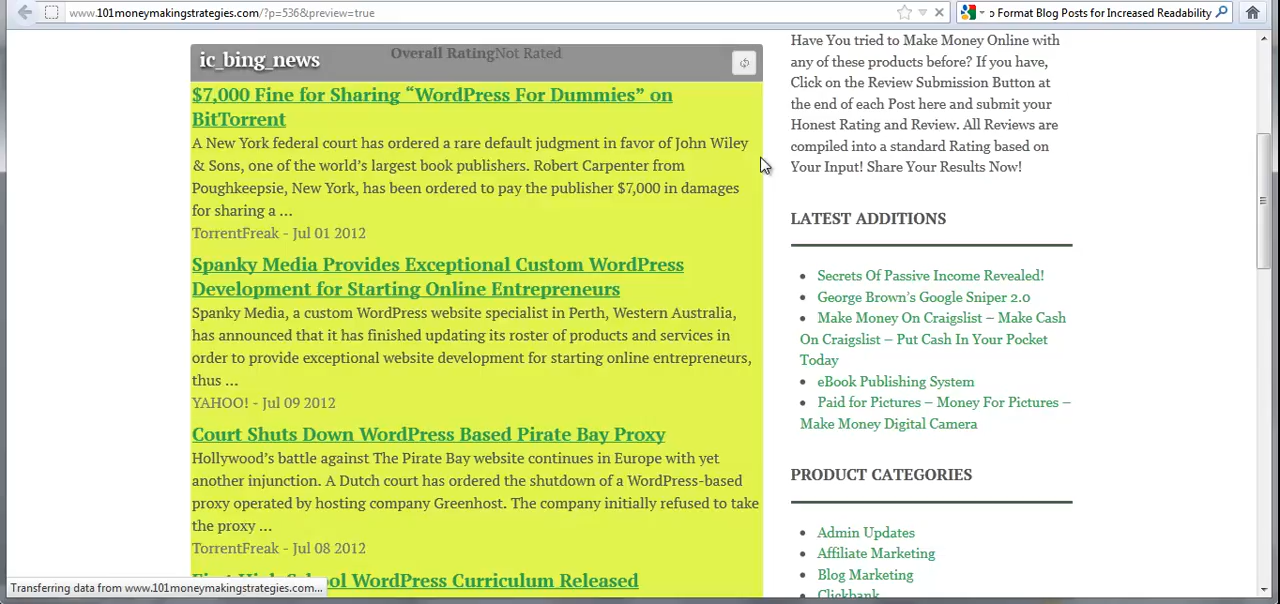 www.101moneymakingstrategies.com/?p=536&preview=true
o Format Blog Posts for Increased Readability
ic_bing_news
Overall RatingNot Rated
$7,000 Fine for Sharing “WordPress For Dummies” on
BitTorrent
A New York federal court has ordered a rare default judgment in favor of John Wiley
& Sons, one of the world’s largest book publishers. Robert Carpenter from
Poughkeepsie, New York, has been ordered to pay the publisher $7,000 in damages
for sharing a ...
TorrentFreak - Jul 01 2012
Spanky Media Provides Exceptional Custom WordPress
Development for Starting Online Entrepreneurs
Spanky Media, a custom WordPress website specialist in Perth, Western Australia,
has announced that it has finished updating its roster of products and services in
order to provide exceptional website development for starting online entrepreneurs,
thus ...
YAHOO! - Jul 09 2012
Court Shuts Down WordPress Based Pirate Bay Proxy
Hollywood’s battle against The Pirate Bay website continues in Europe with yet
another injunction. A Dutch court has ordered the shutdown of a WordPress-based
proxy operated by hosting company Greenhost. The company initially refused to take
the proxy ...
TorrentFreak - Jul 08 2012
First High School WordPress Curriculum Released
Have You tried to Make Money Online with
any of these products before? If you have,
Click on the Review Submission Button at
the end of each Post here and submit your
Honest Rating and Review. All Reviews are
compiled into a standard Rating based on
Your Input! Share Your Results Now!
LATEST ADDITIONS
Secrets Of Passive Income Revealed!
George Brown’s Google Sniper 2.0
Make Money On Craigslist – Make Cash
On Craigslist – Put Cash In Your Pocket
Today
eBook Publishing System
Paid for Pictures – Money For Pictures –
Make Money Digital Camera
PRODUCT CATEGORIES
Admin Updates
Affiliate Marketing
Blog Marketing
Clickbank
Transferring data from www.101moneymakingstrategies.com...